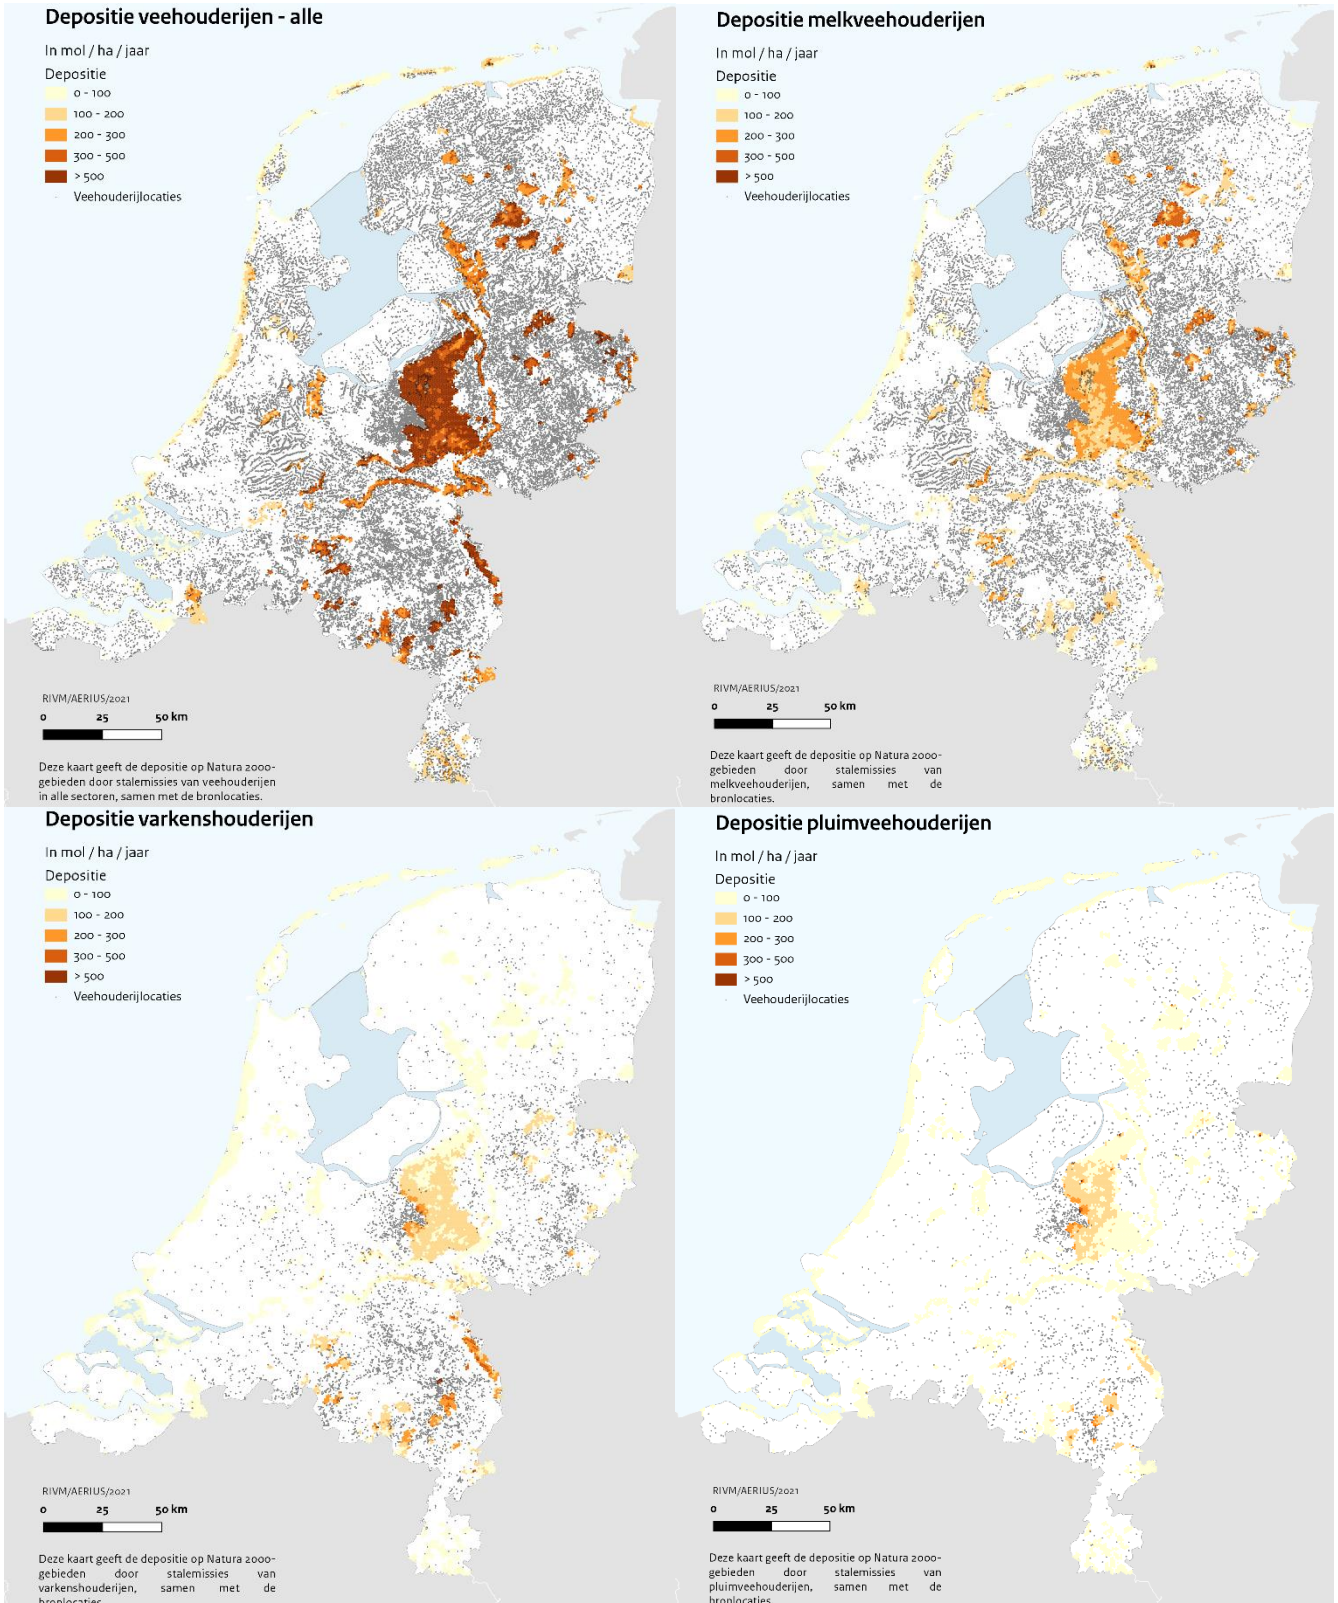 Depositie veehouderijen - alle
In mol / ha / jaar
Depositie
0 - 100
100 - 200
200 - 300
300 - 500
> 500
Veehouderijlocaties
RIVM/AERIUS/2021
0 25 50 km
Deze kaart geeft de depositie op Natura 2000-
gebieden door stalemissies van veehouderijen
in alle sectoren, samen met de bronlocaties.
Depositie melkveehouderijen
In mol / ha / jaar
Depositie
0 - 100
100 - 200
200 - 300
300 - 500
> 500
Veehouderijlocaties
RIVM/AERIUS/2021
0 25 50 km
Deze kaart geeft de depositie op Natura 2000-
gebieden door stalemissies van
melkveehouderijen, samen met de
bronlocaties.
Depositie varkenshouderijen
In mol / ha / jaar
Depositie
0 - 100
100 - 200
200 - 300
300 - 500
> 500
Veehouderijlocaties
RIVM/AERIUS/2021
0 25 50 km
Deze kaart geeft de depositie op Natura 2000-
gebieden door stalemissies van
varkenshouderijen, samen met de
bronlocaties
Depositie pluimveehouderijen
In mol / ha / jaar
Depositie
0 - 100
100 - 200
200 - 300
300 - 500
> 500
Veehouderijlocaties
RIVM/AERIUS/2021
0 25 50 km
Deze kaart geeft de depositie op Natura 2000-
gebieden door stalemissies van
pluimveehouderijen, samen met de
bronlocaties